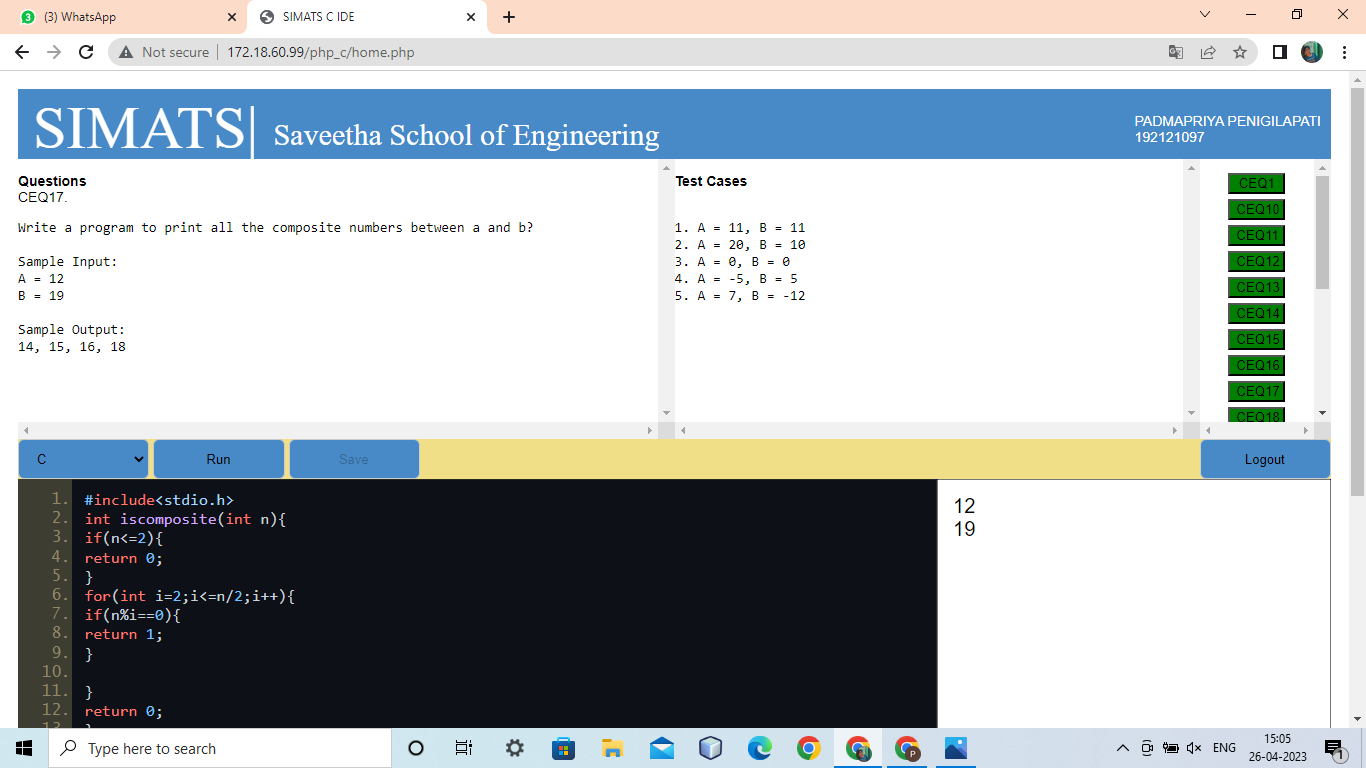 (3) WhatsApp
SIMATS C IDE
Not secure | 172.18.60.99/php_c/home.php
SIMATS| Saveetha School of Engineering
PADMAPRIYA PENIGILAPATI
192121097
Questions
CEQ17.
Write a program to print all the composite numbers between a and b?
Sample Input:
A = 12
B = 19
Sample Output:
14, 15, 16, 18
Test Cases
1. A = 11, B = 11
2. A = 20, B = 10
3. A = 0, B = 0
4. A = -5, B = 5
5. A = 7, B = -12
CEQ1
CEQ10
CEQ11
CEQ12
CEQ13
CEQ14
CEQ15
CEQ16
CEQ17
CEQ18
C
Run
Save
Logout
1. #include<stdio.h>
2. int iscomposite(int n){
3. if(n<=2){
4. return 0;
5. }
6. for(int i=2;i<=n/2;i++){
7. if(n%i==0){
8. return 1;
9. }
10.
11. }
12. return 0;
13. }
12
19
Type here to search
ENG
15:05
26-04-2023